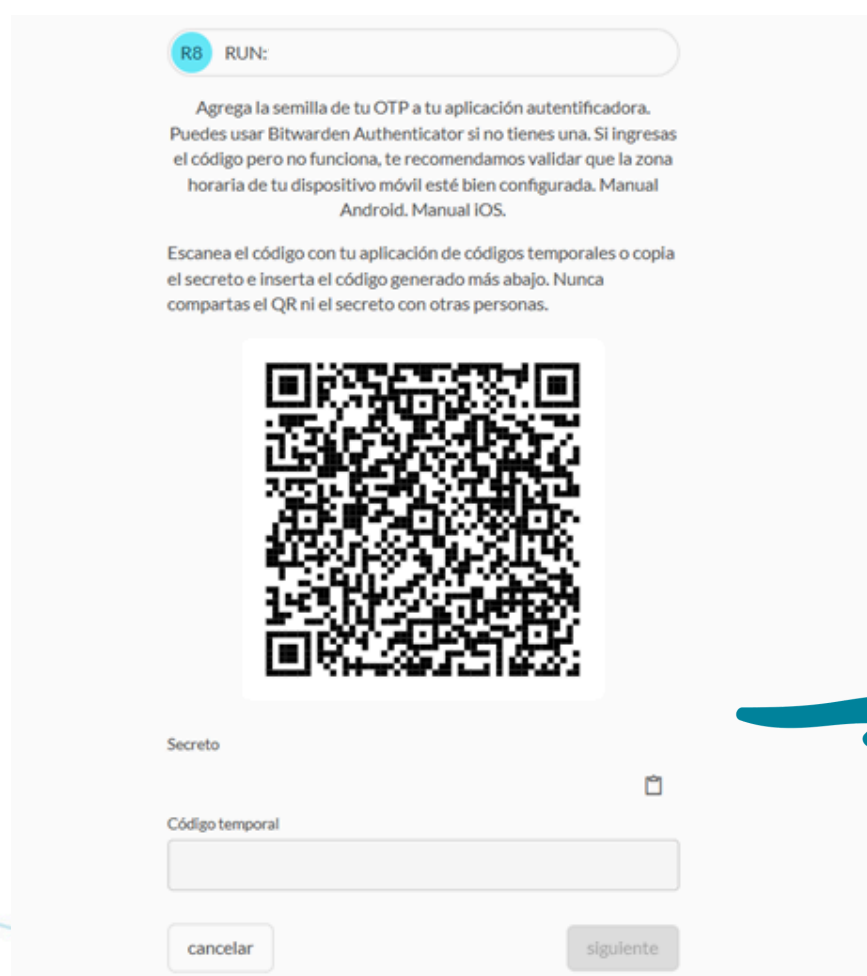 R8 RUN:
Agrega la semilla de tu OTP a tu aplicación autentificadora.
Puedes usar Bitwarden Authenticator si no tienes una. Si ingresas
el código pero no funciona, te recomendamos validar que la zona
horaria de tu dispositivo móvil esté bien configurada. Manual
Android. Manual iOS.
Escanea el código con tu aplicación de códigos temporales o copia
el secreto e inserta el código generado más abajo. Nunca
compartas el QR ni el secreto con otras personas.
Secreto
Código temporal
cancelar
siguiente